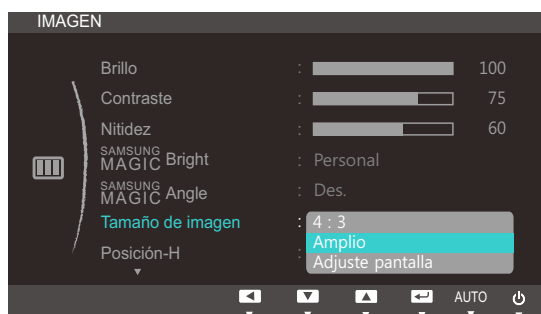 IMAGEN
Brillo : 100
Contraste : 75
Nitidez : 60
SAMSUNG MAGIC Bright : Personal
SAMSUNG MAGIC Angle : Des.
Tamaño de imagen : 4 : 3
Amplio
Posición-H : Adjuste pantalla
AUTO